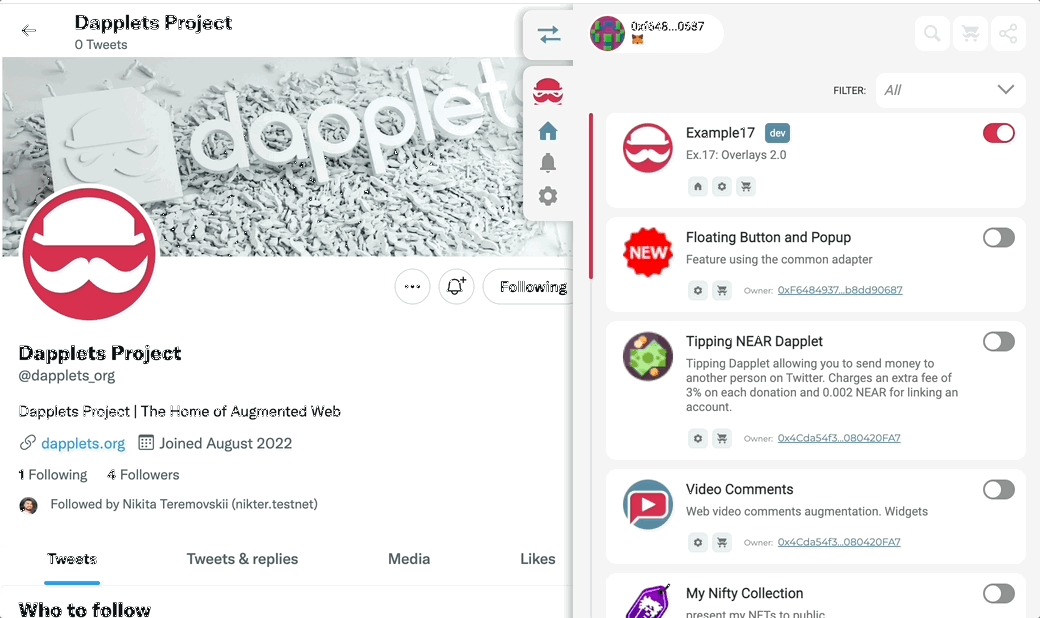 Dapplets Project
0 Tweets
dapplets
Following
Dapplets Project
@dapplets_org
Dapplets Project | The Home of Augmented Web
dapplets.org Joined August 2022
1 Following 4 Followers
Followed by Nikita Teremovskii (nikter.testnet)
Tweets Tweets & replies Media Likes
Who to follow
0xf648...0687
FILTER: All
Example17 dev
Ex.17: Overlays 2.0
NEW
Floating Button and Popup
Feature using the common adapter
Owner: 0xF6484937...b8dd90687
Tipping NEAR Dapplet
Tipping Dapplet allowing you to send money to
another person on Twitter. Charges an extra fee of
3% on each donation and 0.002 NEAR for linking an
account.
Owner: 0x4Cda54f3...080420FA7
Video Comments
Web video comments augmentation. Widgets
Owner: 0x4Cda54f3...080420FA7
My Nifty Collection
present my NFTs to public